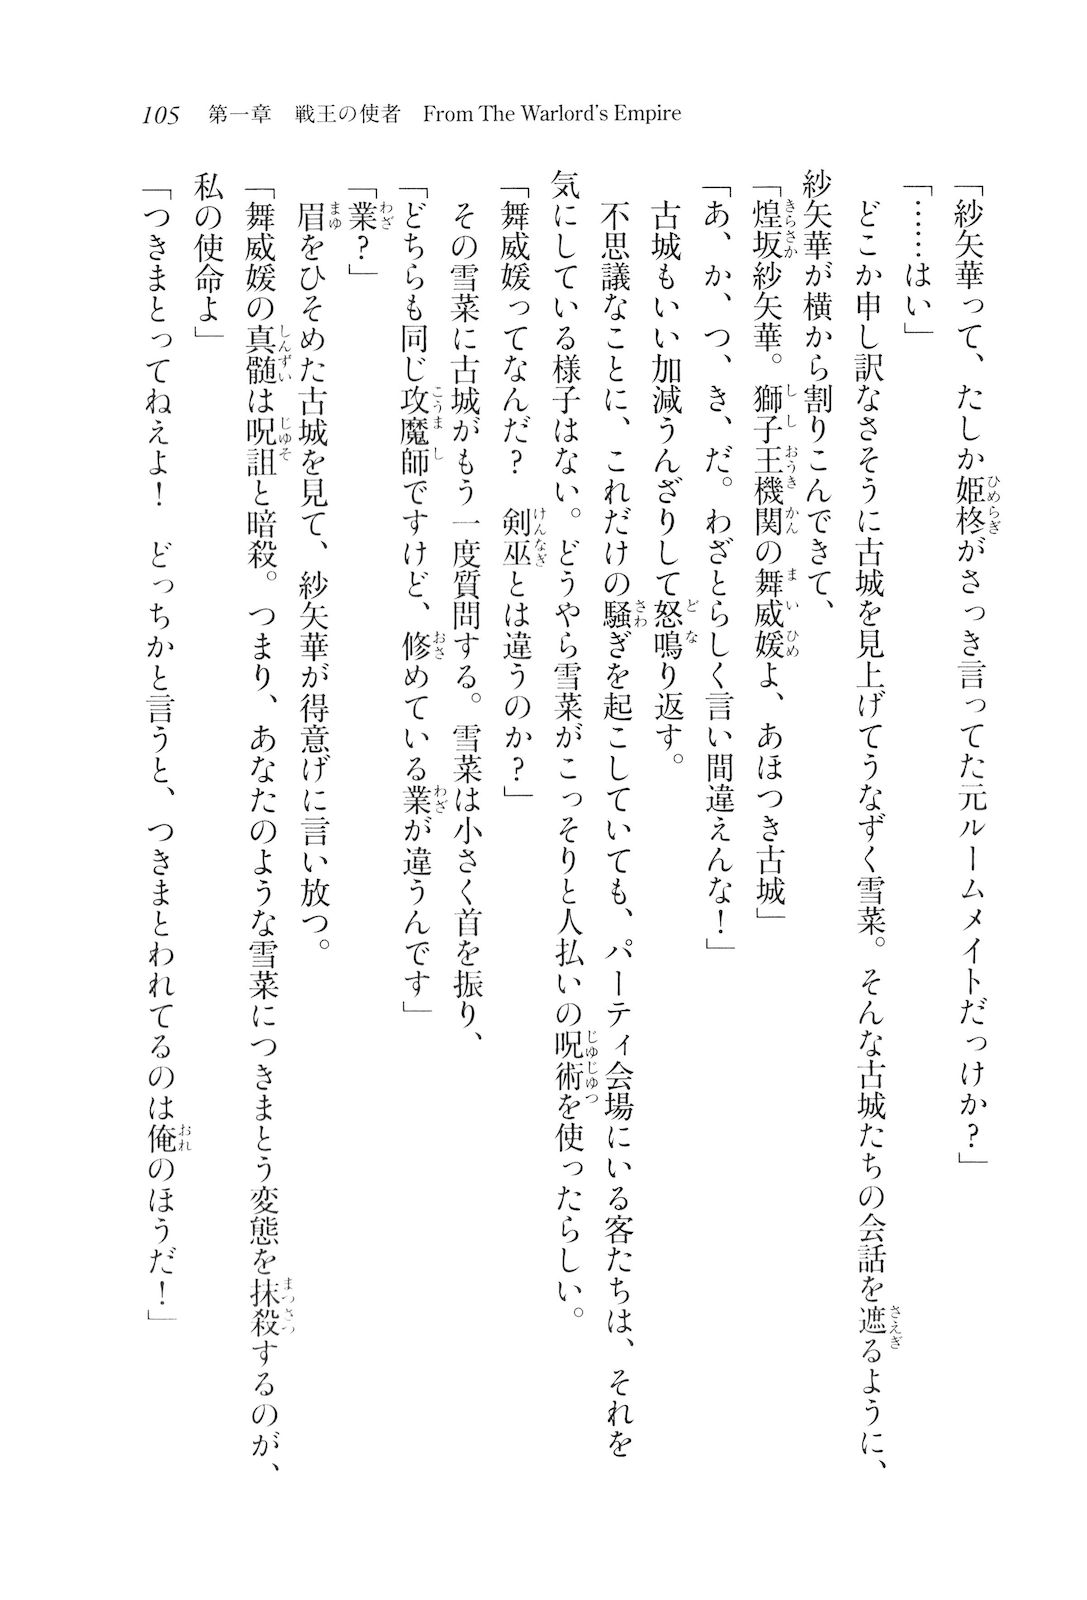 105　第一章　戦王の使者　From The Warlord's Empire
「紗矢華って、たしか姫柊がさっき言ってた元ルームメイトだっけか？」
「……はい」
どこか申し訳なさそうに古城を見上げてうなずく雪菜。そんな古城たちの会話を遮るように、
紗矢華が横から割りこんできて、
「煌坂紗矢華。獅子王機関の舞威媛よ、あほつき古城」
「あ、か、つ、き、だ。わざとらしく言い間違えんな！」
古城もいい加減うんざりして怒鳴り返す。
不思議なことに、これだけの騒ぎを起こしていても、パーティ会場にいる客たちは、それを
気にしている様子はない。どうやら雪菜がこっそりと人払いの呪術を使ったらしい。
「舞威媛ってなんだ？　剣巫とは違うのか？」
その雪菜に古城がもう一度質問する。雪菜は小さく首を振り、
「どちらも同じ攻魔師ですけど、修めている業が違うんです」
「業？」
眉をひそめた古城を見て、紗矢華が得意げに言い放つ。
「舞威媛の真髄は呪詛と暗殺。つまり、あなたのような雪菜につきまとう変態を抹殺するのが、
私の使命よ」
「つきまとってねえよ！　どっちかと言うと、つきまとわれてるのは俺のほうだ！」